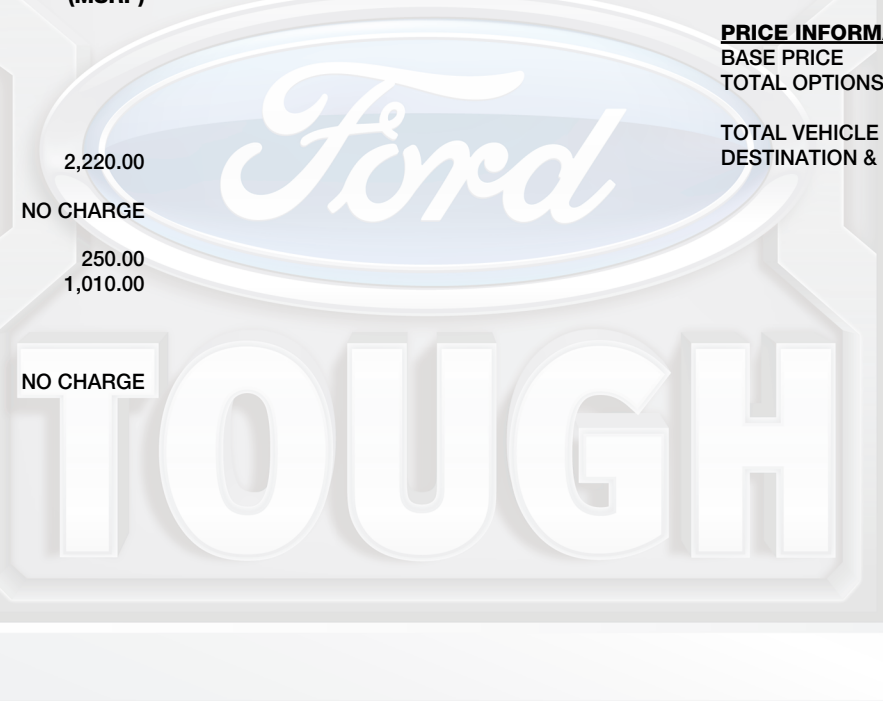 (MSRP)
PRICE INFORMA
BASE PRICE
TOTAL OPTIONS
TOTAL VEHICLE
DESTINATION &
2,220.00
NO CHARGE
250.00
1,010.00
NO CHARGE
Ford
TOUGH